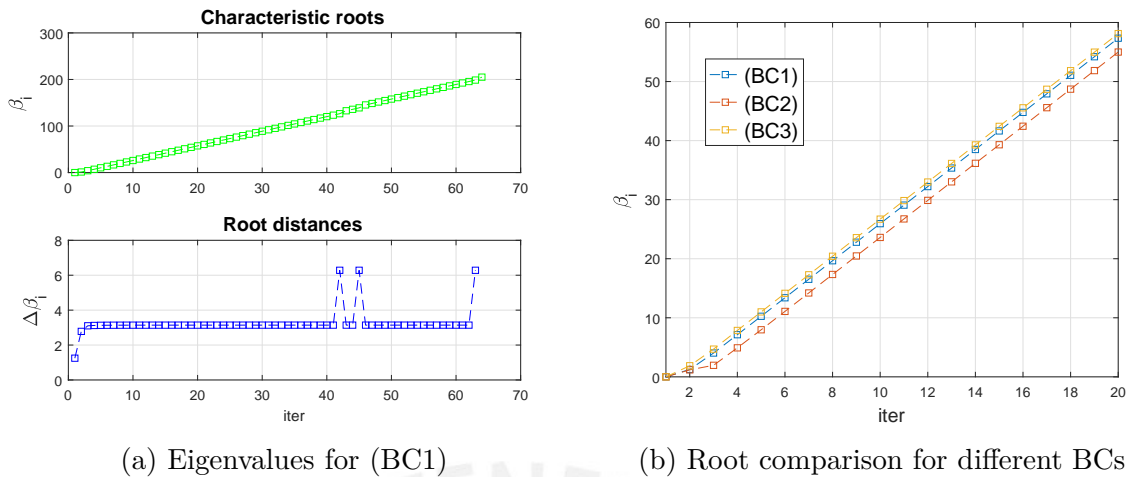 Characteristic roots
300
200
100
0
β_i
0 10 20 30 40 50 60 70
Root distances
8
6
4
2
0
Δβ_i
0 10 20 30 40 50 60 70
iter
(a) Eigenvalues for (BC1)
60
50
40
30
20
10
0
β_i
(BC1)
(BC2)
(BC3)
2 4 6 8 10 12 14 16 18 20
iter
(b) Root comparison for different BCs